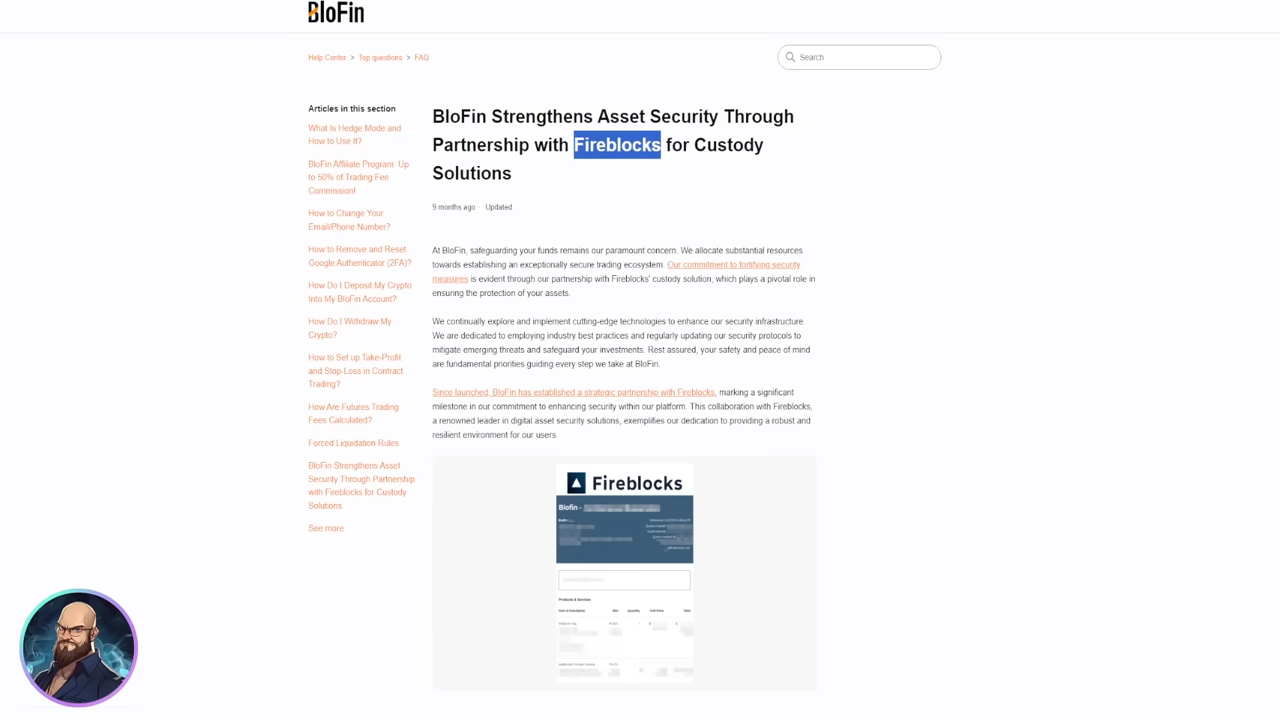 BloFin
Help Center > Top questions > FAQ
Search
Articles in this section
What Is Hedge Mode and
How to Use It?
BloFin Affiliate Program: Up
to 50% of Trading Fee
Commission!
How to Change Your
Email/Phone Number?
How to Remove and Reset
Google Authenticator (2FA)?
How Do I Deposit My Crypto
Into My BloFin Account?
How Do I Withdraw My
Crypto?
How to Set up Take-Profit
and Stop-Loss in Contract
Trading?
How Are Futures Trading
Fees Calculated?
Forced Liquidation Rules
BloFin Strengthens Asset
Security Through Partnership
with Fireblocks for Custody
Solutions
See more
BloFin Strengthens Asset Security Through
Partnership with Fireblocks for Custody
Solutions
9 months ago · Updated
At BloFin, safeguarding your funds remains our paramount concern. We allocate substantial resources
towards establishing an exceptionally secure trading ecosystem. Our commitment to fortifying security
measures is evident through our partnership with Fireblocks' custody solution, which plays a pivotal role in
ensuring the protection of your assets.
We continually explore and implement cutting-edge technologies to enhance our security infrastructure.
We are dedicated to employing industry best practices and regularly updating our security protocols to
mitigate emerging threats and safeguard your investments. Rest assured, your safety and peace of mind
are fundamental priorities guiding every step we take at BloFin.
Since launched, BloFin has established a strategic partnership with Fireblocks, marking a significant
milestone in our commitment to enhancing security within our platform. This collaboration with Fireblocks,
a renowned leader in digital asset security solutions, exemplifies our dedication to providing a robust and
resilient environment for our users.
Fireblocks
Blofin -
Products & Services
Item & Description SKU Quantity Unit Price Total